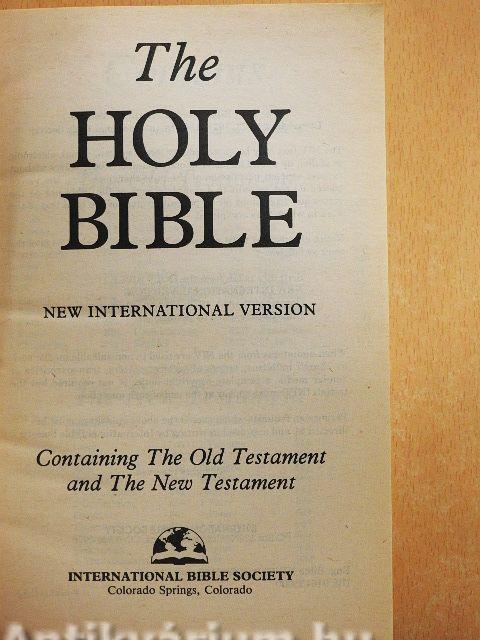 The
HOLY
BIBLE
NEW INTERNATIONAL VERSION
Containing The Old Testament
and The New Testament
INTERNATIONAL BIBLE SOCIETY
Colorado Springs, Colorado
Antikvárium.hu